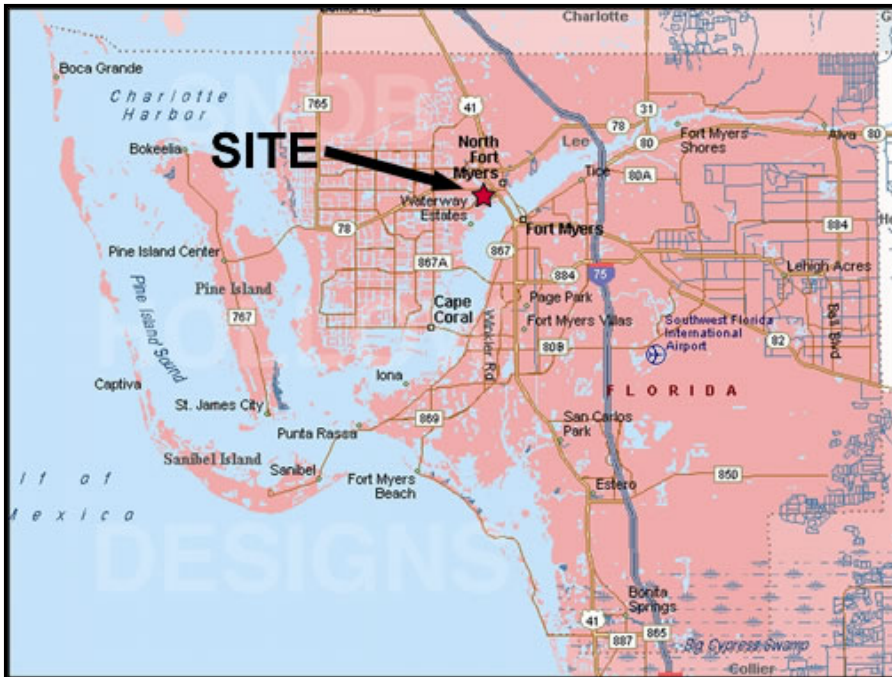 Charlotte
Boca Grande
Charlotte
Harbor
765
41
31
78
Fort Myers
Shores
Alva
80
Bokeelia
SITE
North
Fort
Myers
Lee
80
Tice
80A
Waterway
Estates
78
Fort Myers
884
Pine Island Center
867A
867
884
75
Lehigh Acres
Pine Island
Pine Island Sound
767
Cape
Coral
Page Park
Fort Myers Villas
Southwest Florida
International
Airport
Winkler Rd
80B
82
Bell Blvd
Captiva
Iona
FLORIDA
St. James City
869
San Carlos
Park
Punta Rassa
Sanibel Island
Sanibel
Fort Myers
Beach
Estero
850
lf of
Mexico
DESIGNS
Bonita
Springs
41
887
865
Big Cypress Swamp
Collier